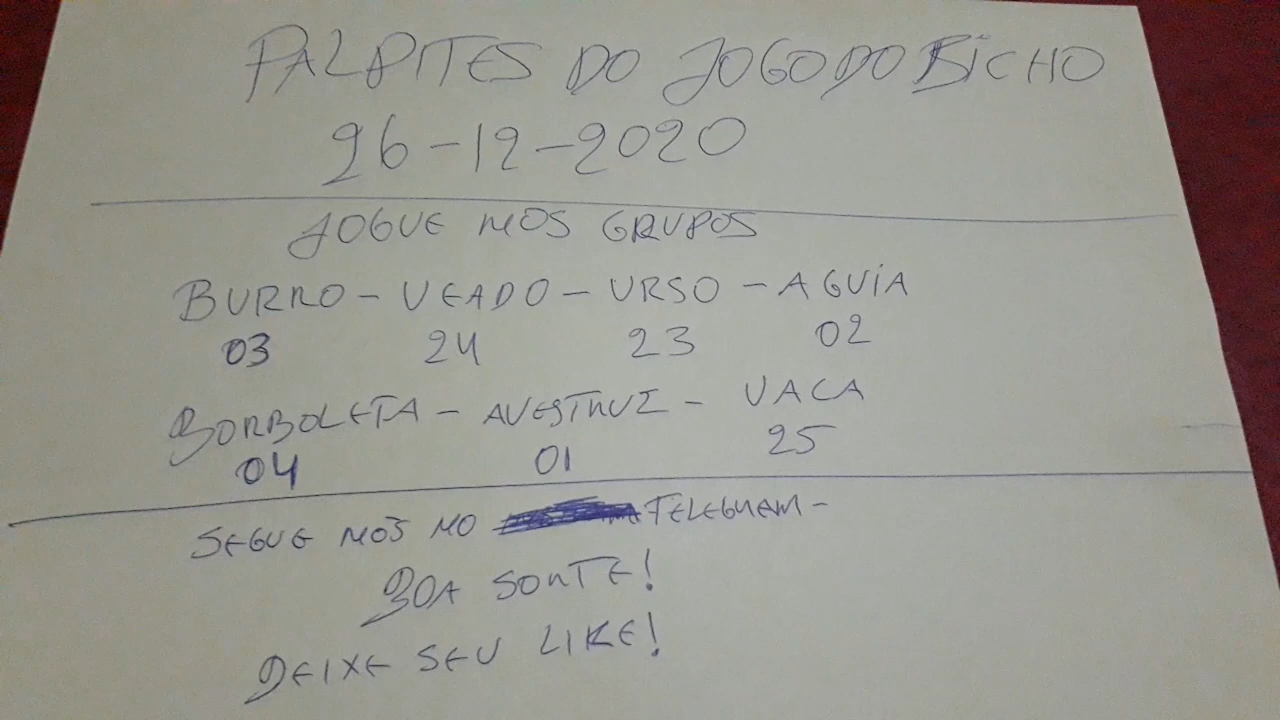 PALPITES DO JOGO DO BICHO
26-12-2020
JOGUE NOS GRUPOS
BURRO - VEADO - URSO - AGUIA
03 24 23 02
BORBOLETA - AVESTRUZ - VACA
04 01 25
SEGUE NOS NO TELEGRAM -
BOA SORTE!
DEIXE SEU LIKE!